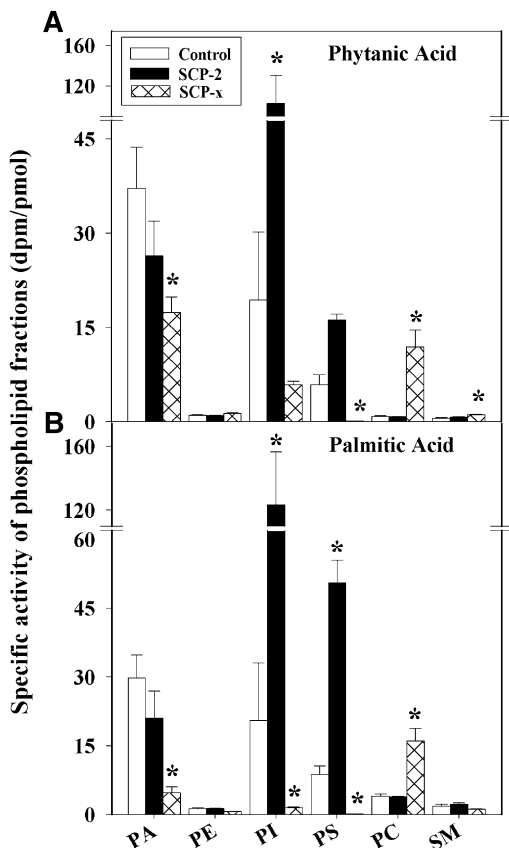 A
Phytanic Acid
Control
SCP-2
SCP-x
160
120
45
30
15
0
* * * * *
Specific activity of phospholipid fractions (dpm/pmol)
B
Palmitic Acid
160
120
60
45
30
15
0
* * * * * *
PA PE PI PS PC SM